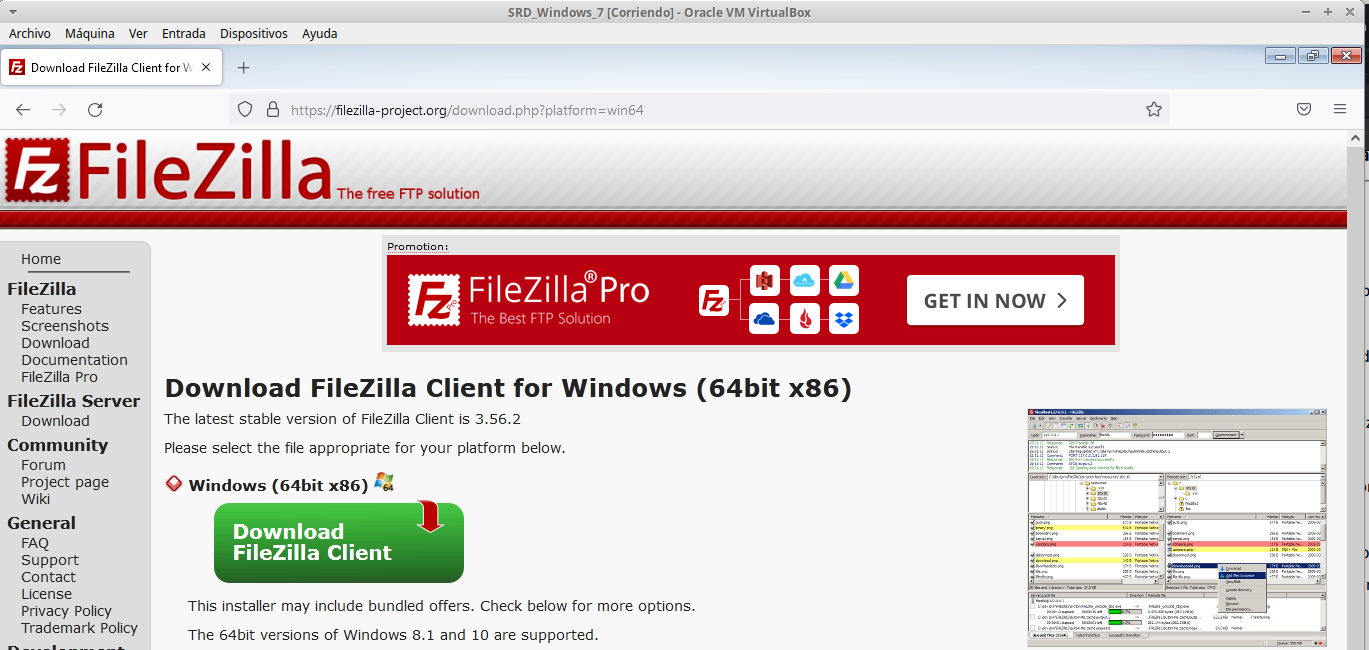 SRD_Windows_7 [Corriendo] - Oracle VM VirtualBox
Archivo Máquina Ver Entrada Dispositivos Ayuda
Download FileZilla Client for W
https://filezilla-project.org/download.php?platform=win64
Fz FileZilla The free FTP solution
Promotion:
Fz Pro FileZilla® Pro
The Best FTP Solution
Fz
GET IN NOW
Home
FileZilla
Features
Screenshots
Download
Documentation
FileZilla Pro
FileZilla Server
Download
Community
Forum
Project page
Wiki
General
FAQ
Support
Contact
License
Privacy Policy
Trademark Policy
Development
Download FileZilla Client for Windows (64bit x86)
The latest stable version of FileZilla Client is 3.56.2
Please select the file appropriate for your platform below.
Windows (64bit x86) 64
Download
FileZilla Client
This installer may include bundled offers. Check below for more options.
The 64bit versions of Windows 8.1 and 10 are supported.